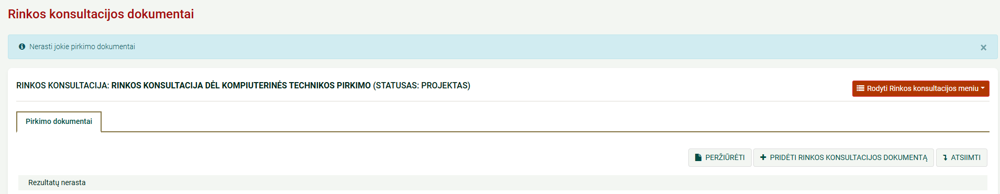 Rinkos konsultacijos dokumentai
Nerasti jokie pirkimo dokumentai
RINKOS KONSULTACIJA: RINKOS KONSULTACIJA DĖL KOMPIUTERINĖS TECHNIKOS PIRKIMO (STATUSAS: PROJEKTAS)
Rodyti Rinkos konsultacijos meniu
Pirkimo dokumentai
PERŽIŪRĖTI
PRIDĖTI RINKOS KONSULTACIJOS DOKUMENTĄ
ATSIIMTI
Rezultatų nerasta